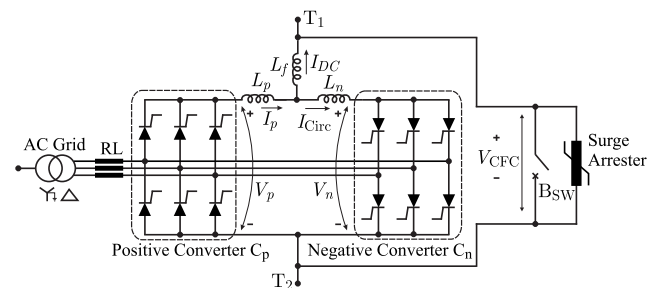 T1
Lf
IDC
Lp
Ln
Ip
ICirc
AC Grid
RL
Vp
Vn
+
-
+
-
+
-
VCFC
BSW
Surge
Arrester
Positive Converter Cp
Negative Converter Cn
T2